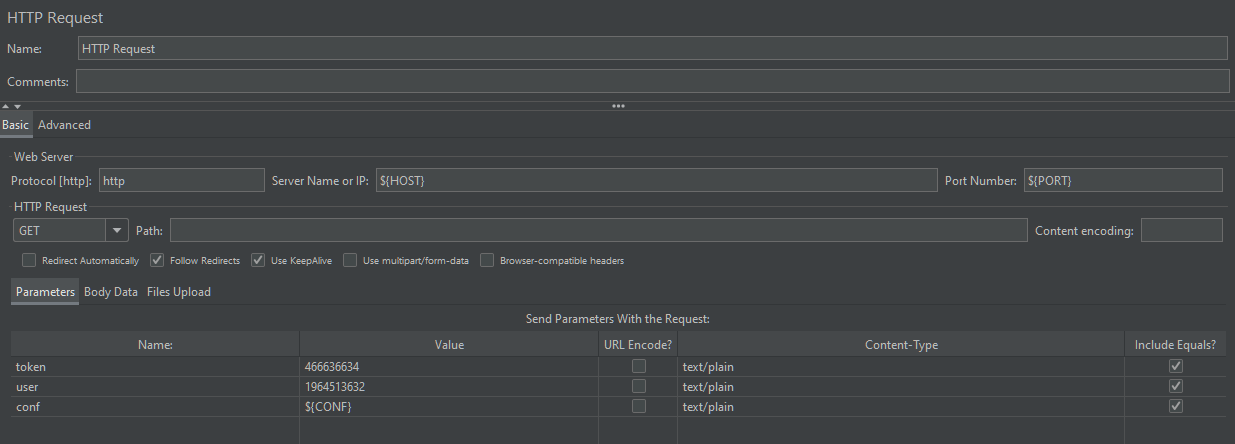 HTTP Request
Name: HTTP Request
Comments:
Basic Advanced
Web Server
Protocol [http]: http Server Name or IP: ${HOST} Port Number: ${PORT}
HTTP Request
GET Path: Content encoding:
Redirect Automatically Follow Redirects Use KeepAlive Use multipart/form-data Browser-compatible headers
Parameters Body Data Files Upload
Send Parameters With the Request:
Name: Value URL Encode? Content-Type Include Equals?
token 466636634 text/plain
user 1964513632 text/plain
conf ${CONF} text/plain